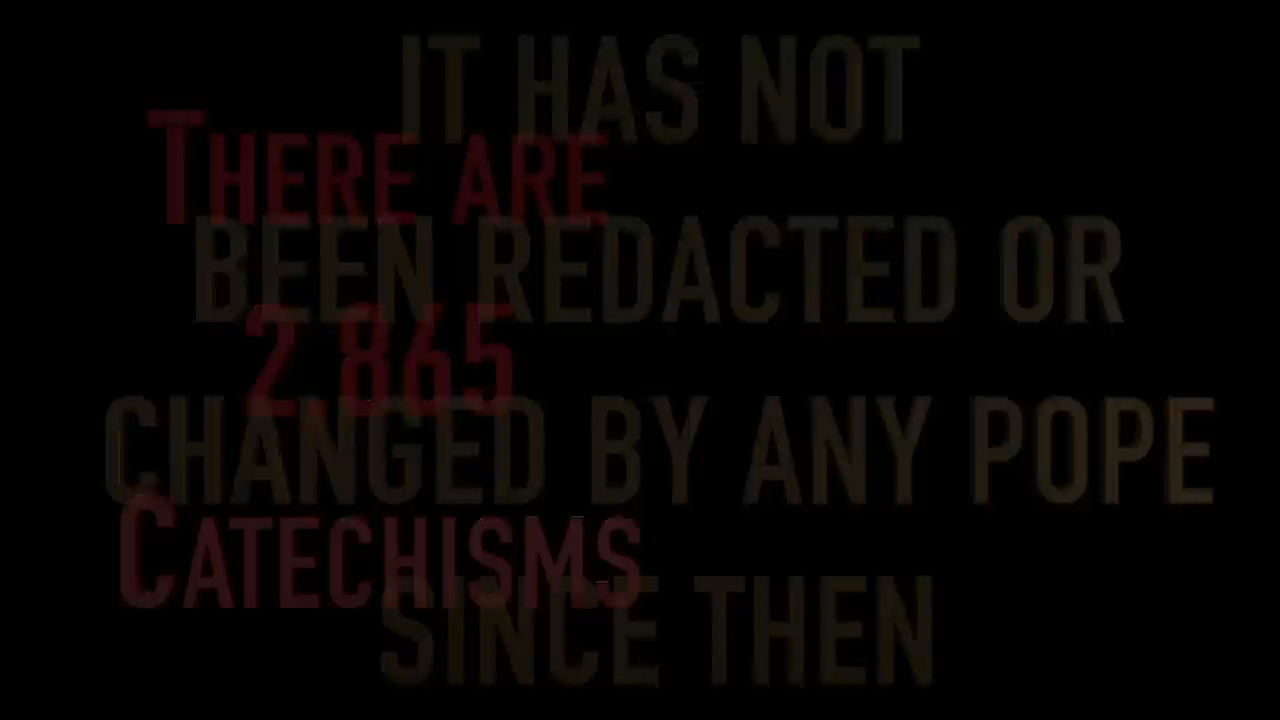 IT HAS NOT
BEEN REDACTED OR
CHANGED BY ANY POPE
SINCE THEN
THERE ARE
2,865
CATECHISMS